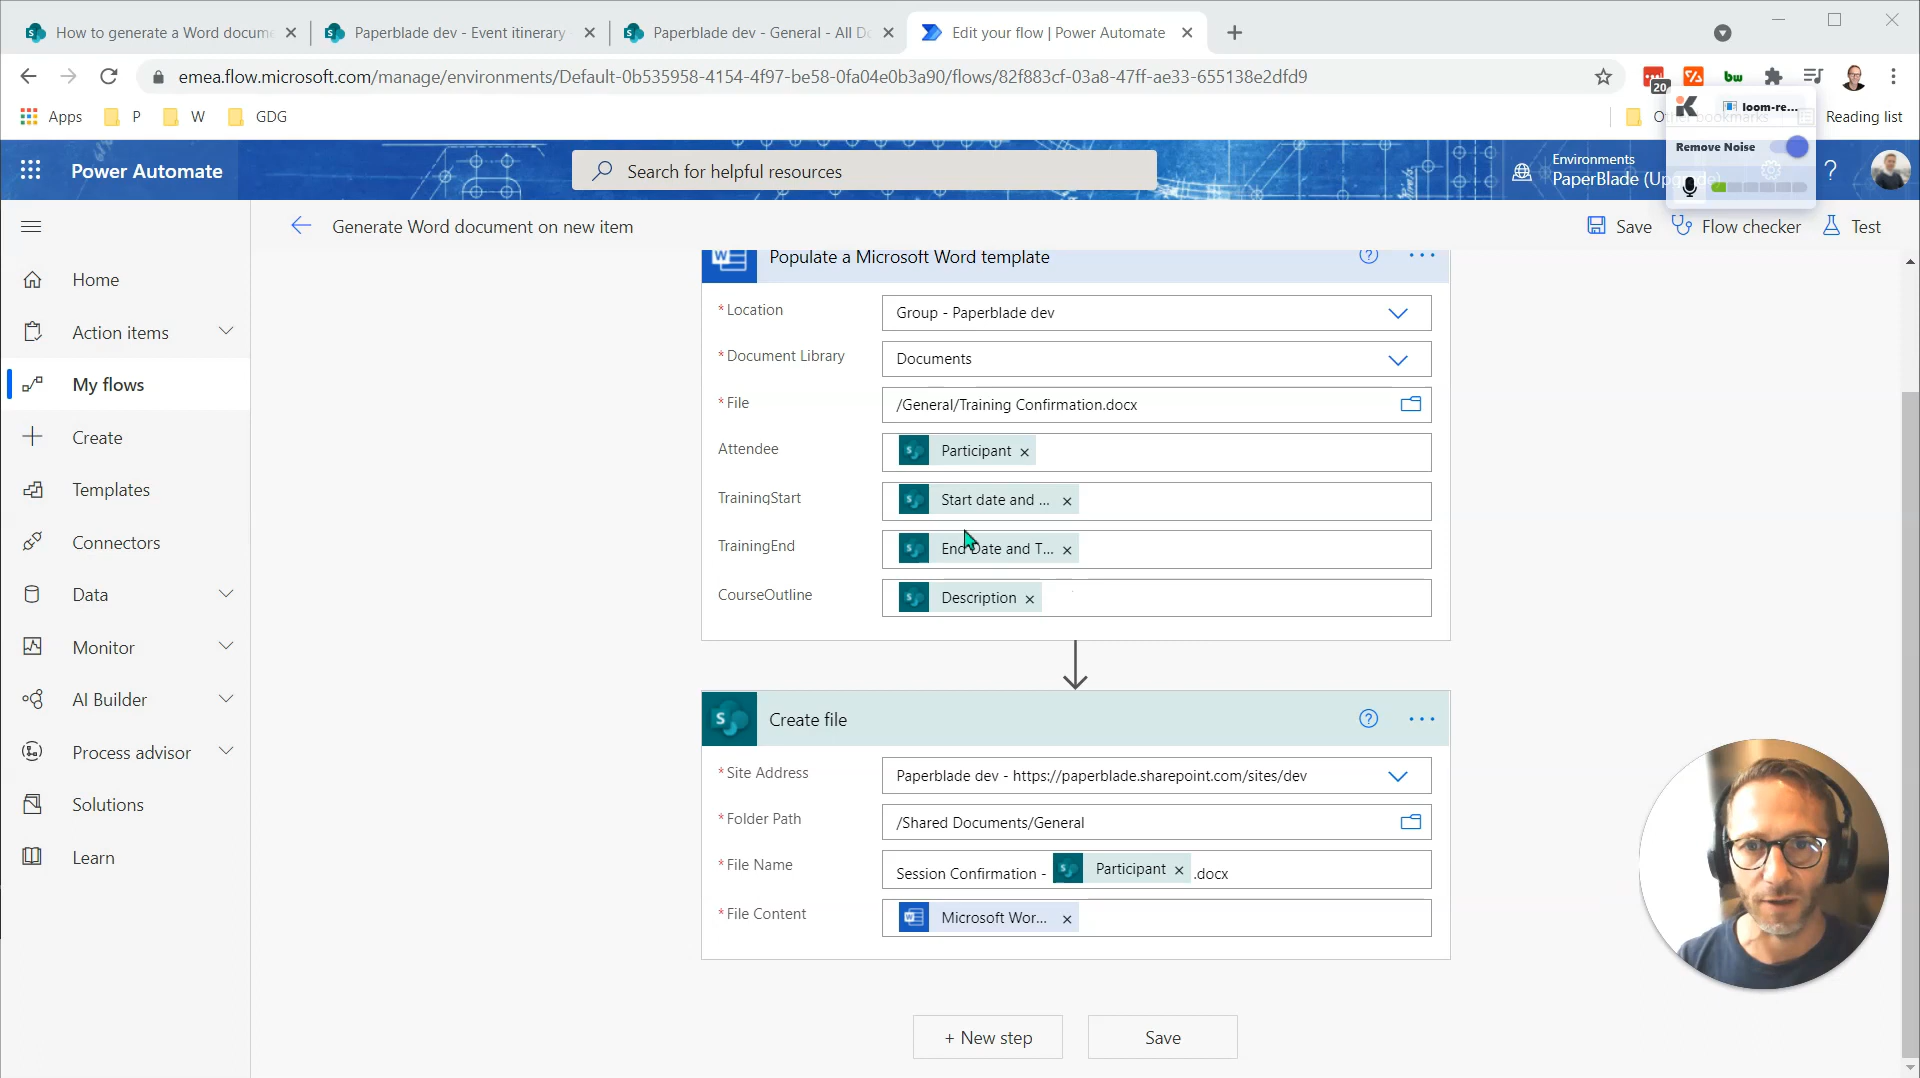 How to generate a Word docume
Paperblade dev - Event itinerary
Paperblade dev - General - All Do
Edit your flow | Power Automate
emea.flow.microsoft.com/manage/environments/Default-0b535958-4154-4f97-be58-0fa04e0b3a90/flows/82f883cf-03a8-47ff-ae33-655138e2dfd9
20
bw
Apps
P
W
GDG
Other bookmarks
Reading list
loom-re...
Remove Noise
Power Automate
Search for helpful resources
Environments
PaperBlade (Upg
?
Generate Word document on new item
Save
Flow checker
Test
Home
Action items
My flows
Create
Templates
Connectors
Data
Monitor
AI Builder
Process advisor
Solutions
Learn
W
Populate a Microsoft Word template
?
...
* Location
Group - Paperblade dev
* Document Library
Documents
* File
/General/Training Confirmation.docx
Attendee
Participant ×
TrainingStart
Start date and ... ×
TrainingEnd
End Date and T... ×
CourseOutline
Description ×
S
Create file
?
...
* Site Address
Paperblade dev - https://paperblade.sharepoint.com/sites/dev
* Folder Path
/Shared Documents/General
* File Name
Session Confirmation - Participant × .docx
* File Content
Microsoft Wor... ×
+ New step
Save